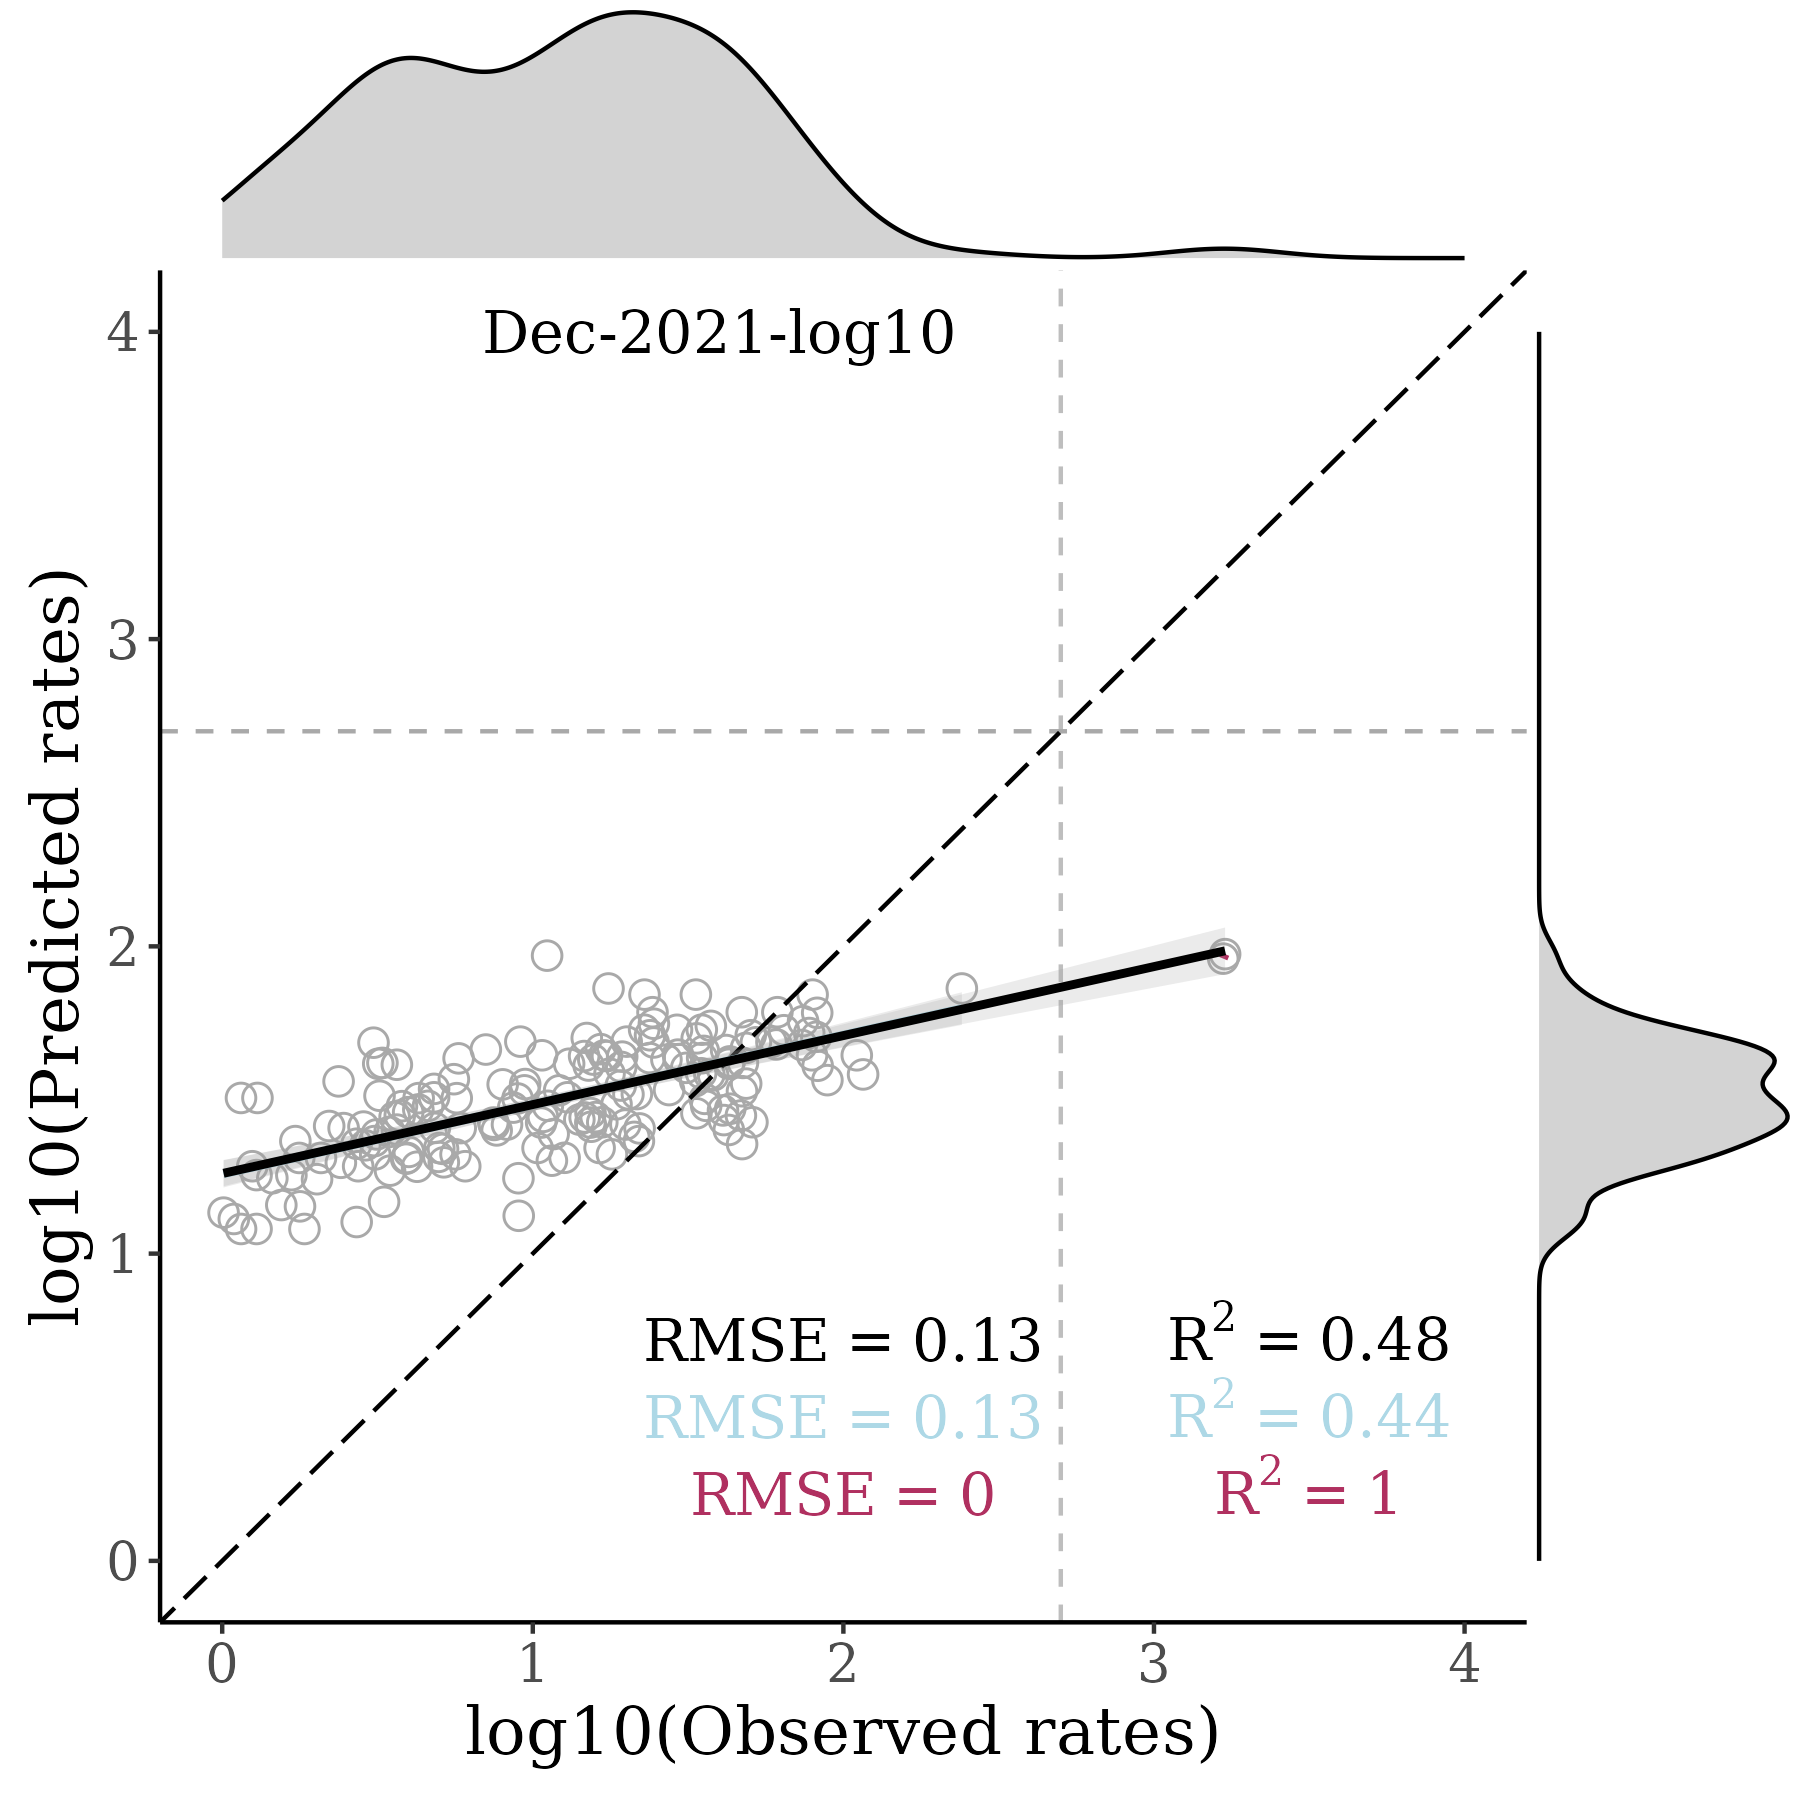 Dec-2021-log10
4
3
2
1
0
log10(Predicted rates)
RMSE = 0.13 R² = 0.48
RMSE = 0.13 R² = 0.44
RMSE = 0 R² = 1
0 1 2 3 4
log10(Observed rates)